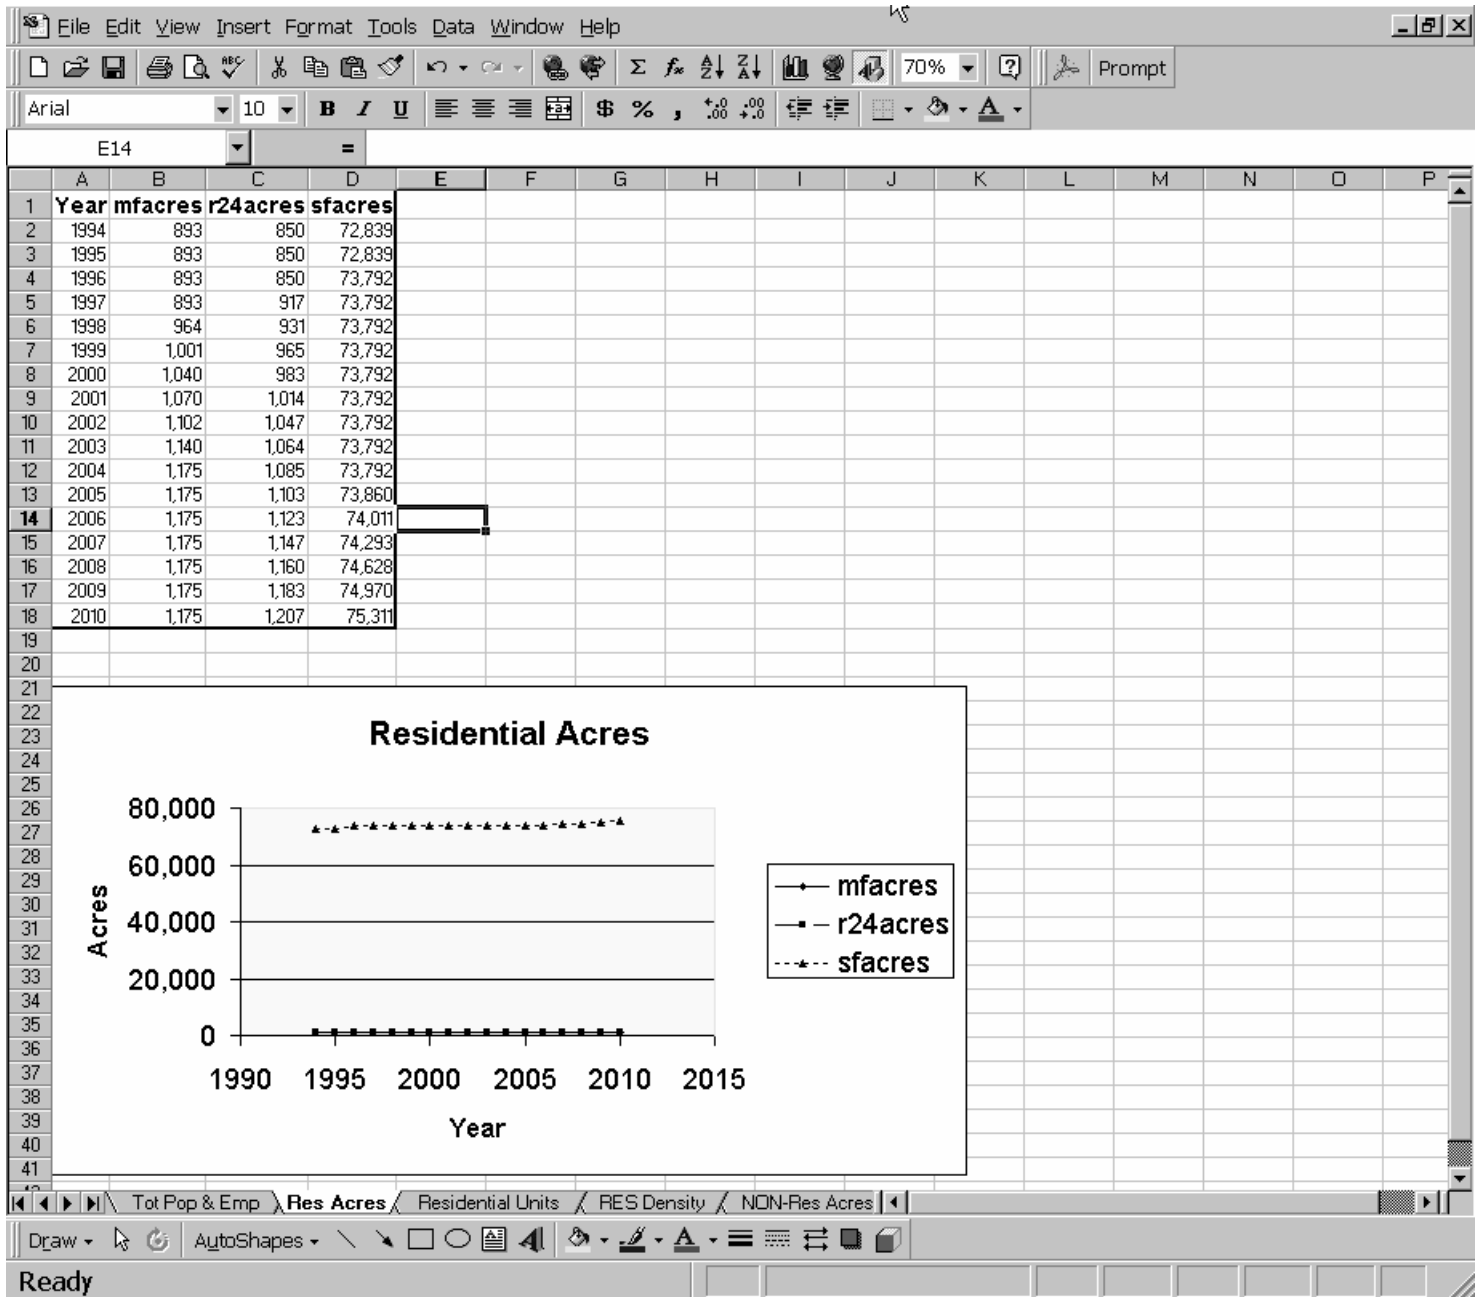 File Edit View Insert Format Tools Data Window Help
70% Prompt
Arial 10 B I U $ % ,
E14 =
A B C D E F G H I J K L M N O P
1 Year mfacres r24acres sfacres
2 1994 893 850 72,839
3 1995 893 850 72,839
4 1996 893 850 73,792
5 1997 893 917 73,792
6 1998 964 931 73,792
7 1999 1,001 965 73,792
8 2000 1,040 983 73,792
9 2001 1,070 1,014 73,792
10 2002 1,102 1,047 73,792
11 2003 1,140 1,064 73,792
12 2004 1,175 1,085 73,792
13 2005 1,175 1,103 73,860
14 2006 1,175 1,123 74,011
15 2007 1,175 1,147 74,293
16 2008 1,175 1,160 74,628
17 2009 1,175 1,183 74,970
18 2010 1,175 1,207 75,311
19
20
21
22
23
24
25
26
27
28
29
30
31
32
33
34
35
36
37
38
39
40
41
Residential Acres
80,000
60,000
40,000
20,000
0
Acres
1990 1995 2000 2005 2010 2015
Year
mfacres
r24acres
sfacres
Tot Pop & Emp Res Acres Residential Units RES Density NON-Res Acres
Draw AutoShapes
Ready